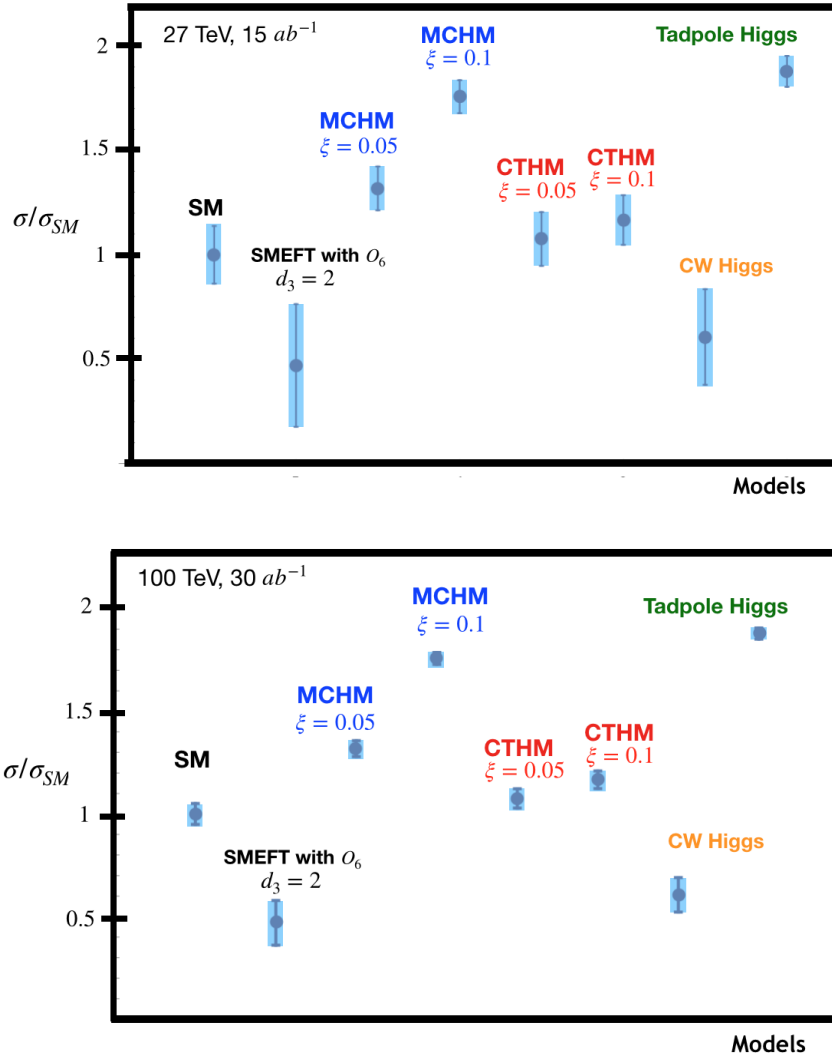 27 TeV, 15 ab⁻¹
Tadpole Higgs
MCHM
ξ = 0.1
MCHM
ξ = 0.05
CTHM
ξ = 0.05
CTHM
ξ = 0.1
SM
SMEFT with O₆
d₃ = 2
CW Higgs
σ/σ_SM
2
1.5
1
0.5
Models
100 TeV, 30 ab⁻¹
MCHM
ξ = 0.1
Tadpole Higgs
MCHM
ξ = 0.05
CTHM
ξ = 0.05
CTHM
ξ = 0.1
SM
SMEFT with O₆
d₃ = 2
CW Higgs
σ/σ_SM
2
1.5
1
0.5
Models